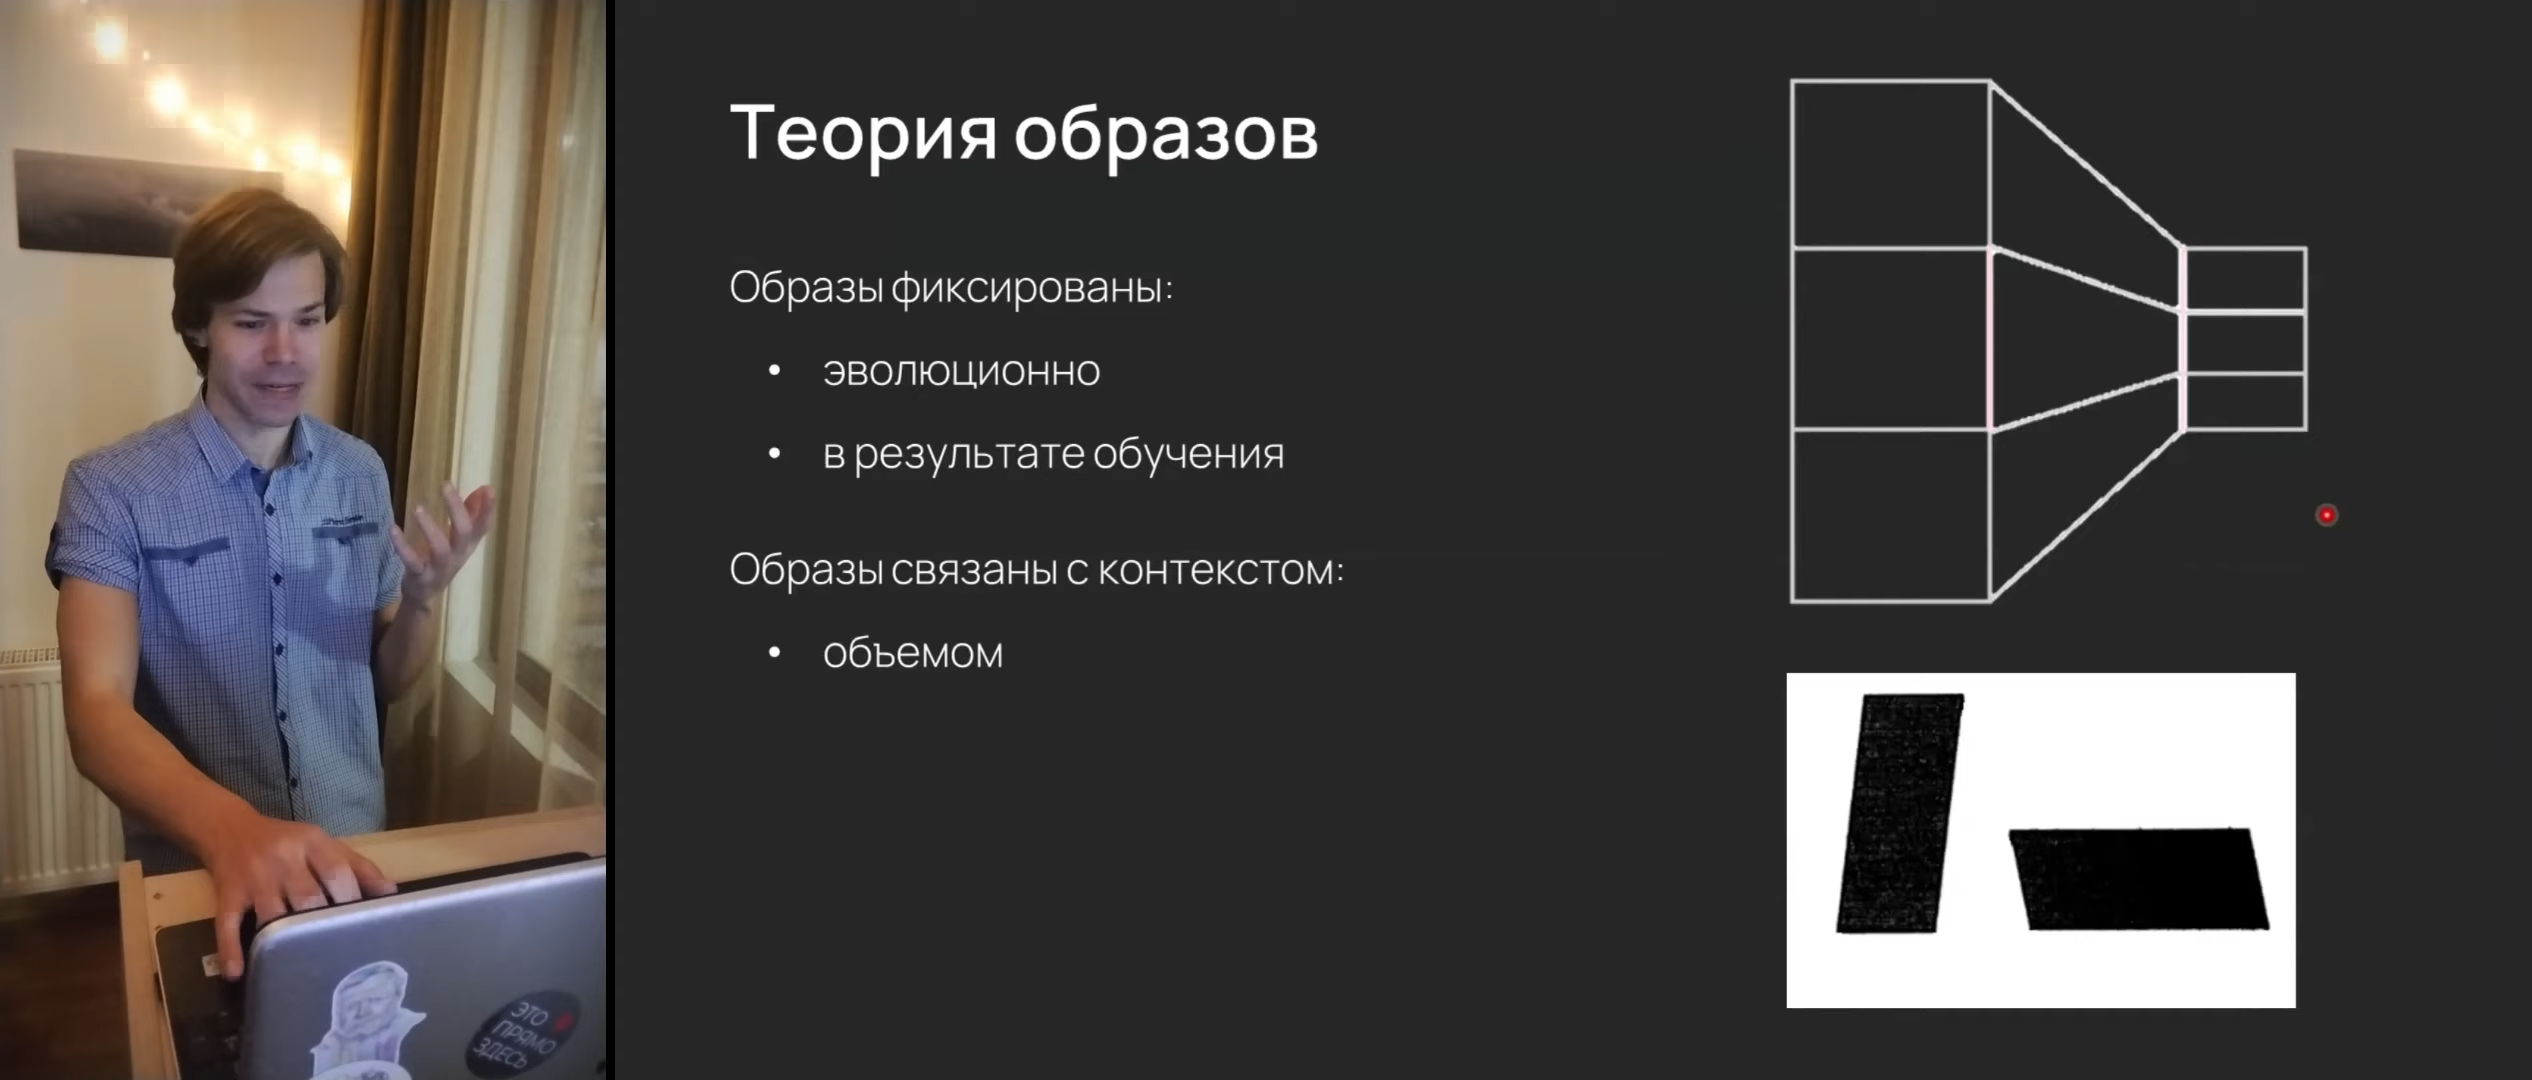 Теория образов
Образы фиксированы:
• эволюционно
• в результате обучения
Образы связаны с контекстом:
• объемом
ЭТО
ПРЯМО
ЗДЕСЬ